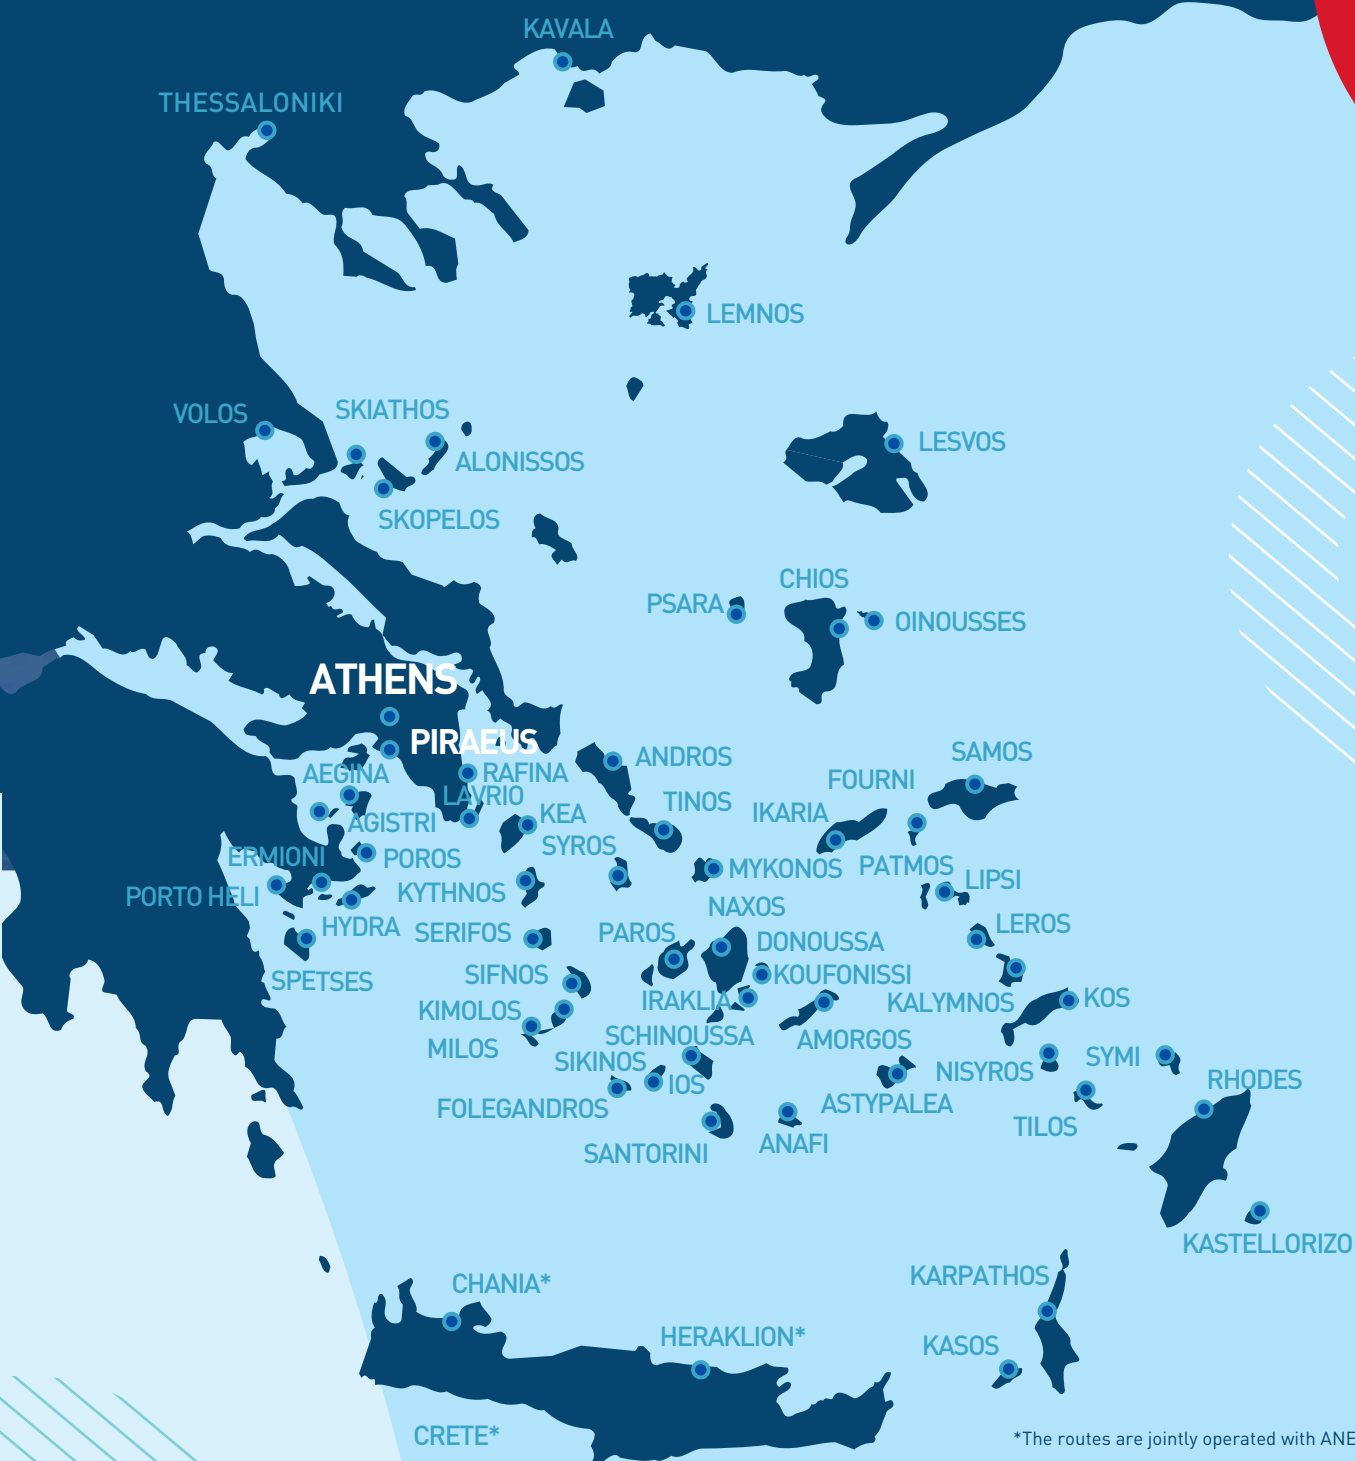 KAVALA
THESSALONIKI
LEMNOS
VOLOS
SKIATHOS
ALONISSOS
LESVOS
SKOPELOS
CHIOS
PSARA
OINOUSSES
ATHENS
PIRAEUS
ANDROS
SAMOS
AEGINA
RAFINA
FOURNI
LAVRIO
TINOS
IKARIA
KEA
AGISTRI
SYROS
ERMIONI
POROS
MYKONOS
PATMOS
LIPSI
PORTO HELI
KYTHNOS
NAXOS
HYDRA
SERIFOS
PAROS
DONOUSSA
LEROS
SPETSES
SIFNOS
KOUFONISSI
IRAKLIA
KALYMNOS
KOS
KIMOLOS
SCHINOUSSA
AMORGOS
MILOS
SIKINOS
NISYROS
SYMI
IOS
RHODES
FOLEGANDROS
ASTYPALEA
TILOS
SANTORINI
ANAFI
KASTELLORIZO
CHANIA*
KARPATHOS
HERAKLION*
KASOS
CRETE*
*The routes are jointly operated with ANE